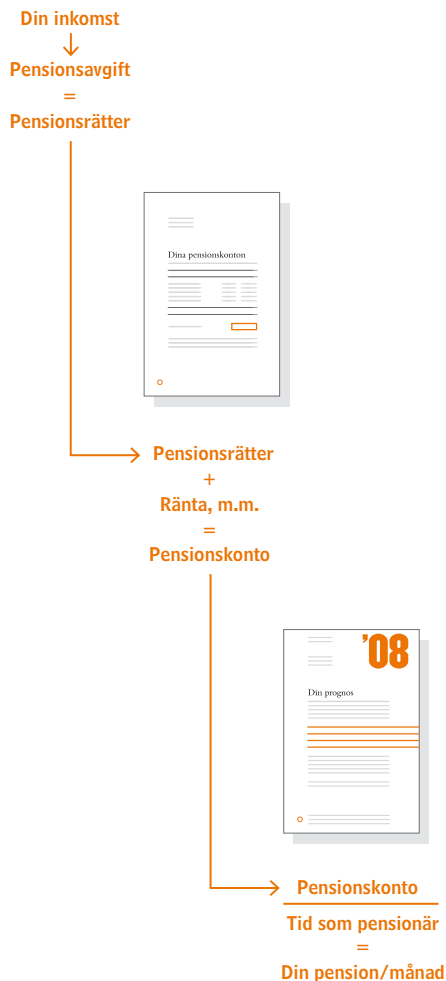 Din inkomst
Pensionsavgift
=
Pensionsrätter
Dina pensionskonton
Pensionsrätter
+
Ränta, m.m.
=
Pensionskonto
’08
Din prognos
Pensionskonto
Tid som pensionär
=
Din pension/månad